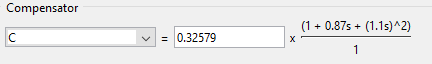 Compensator
C = 0.32579 x (1 + 0.87s + (1.1s)^2)
1